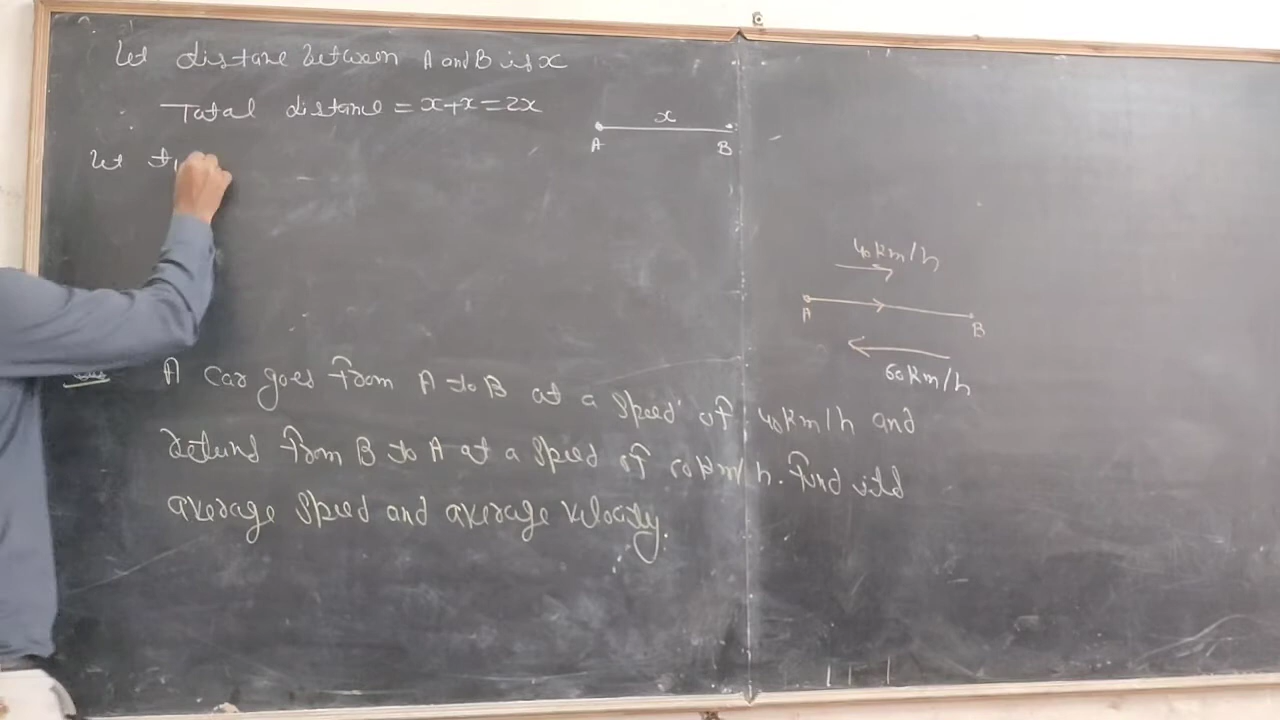 Let distance between A and B is x
Total distance = x+x = 2x
x
A B
Let
40km/h
A B
60km/h
A car goes from A to B at a speed of 40km/h and
returns from B to A at a speed of 60km/h. Find its
average speed and average velocity.